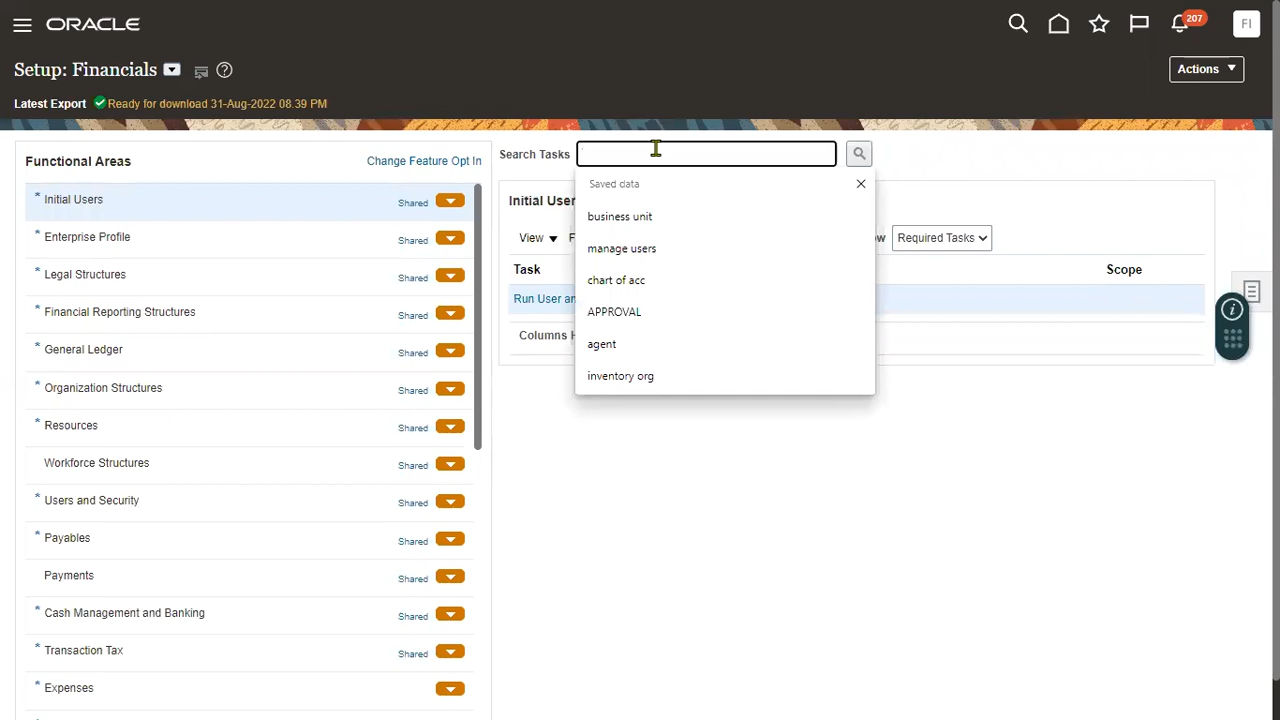 ORACLE
207
FI
Setup: Financials
Actions
Latest Export Ready for download 31-Aug-2022 08.39 PM
Functional Areas
Change Feature Opt In
Initial Users Shared
Enterprise Profile Shared
Legal Structures Shared
Financial Reporting Structures Shared
General Ledger Shared
Organization Structures Shared
Resources Shared
Workforce Structures Shared
Users and Security Shared
Payables Shared
Payments Shared
Cash Management and Banking Shared
Transaction Tax Shared
Expenses
Search Tasks
Saved data
business unit
manage users
chart of acc
APPROVAL
agent
inventory org
Initial User
View
Required Tasks
Task
Scope
Run User an
Columns H